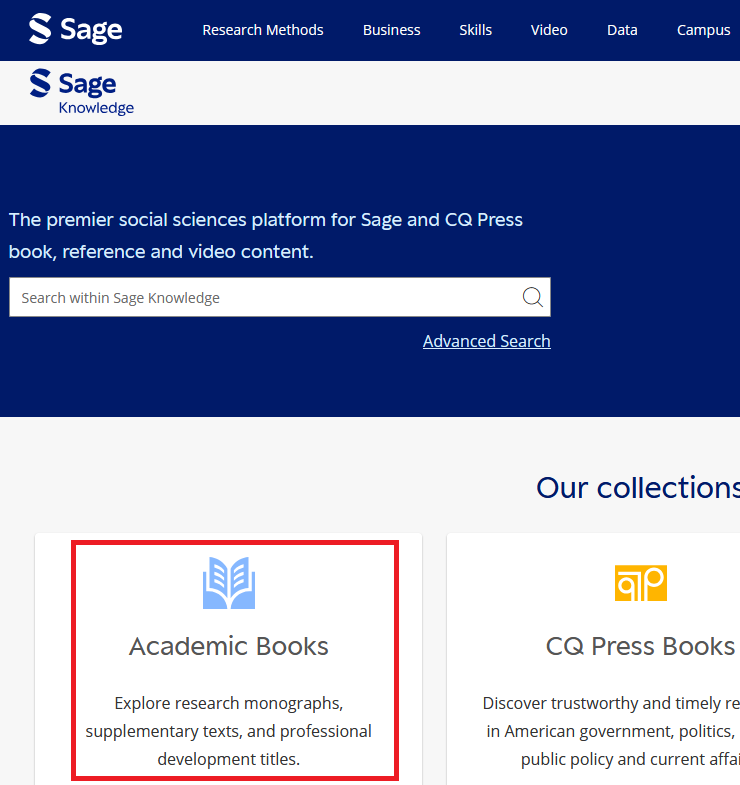 Sage
Research Methods Business Skills Video Data Campus
Sage
Knowledge
The premier social sciences platform for Sage and CQ Press
book, reference and video content.
Search within Sage Knowledge
Advanced Search
Our collections
Academic Books
Explore research monographs,
supplementary texts, and professional
development titles.
CQ Press Books
Discover trustworthy and timely re
in American government, politics,
public policy and current affai